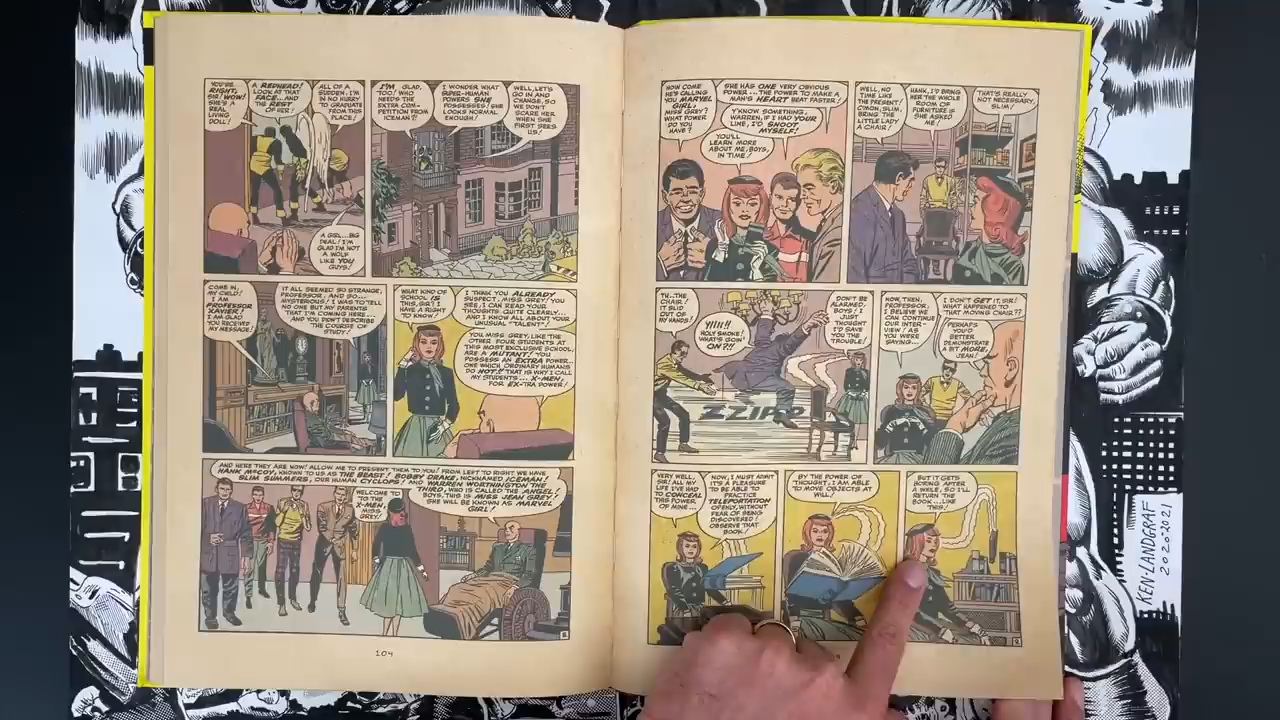 YOU'RE
RIGHT,
SIR! WOW!
SHE'S A
REAL
LIVING DOLL!
A REDHEAD!
LOOK AT THAT
FACE... AND
THE REST
OF HER!
ALL OF A
SUDDEN, I'M
IN NO HURRY
TO GRADUATE
FROM THIS
PLACE!
A GIRL... BIG
DEAL! I'M
GLAD I'M NOT
A WOLF
LIKE YOU
GUYS!
I'M GLAD,
TOO! WHO
NEEDS THE
EXTRA COM-
PETITION FROM
ICEMAN?!
I WONDER WHAT
SUPER-HUMAN
POWERS SHE
POSSESSES! SHE
LOOKS NORMAL
ENOUGH!
WELL, LET'S
GO IN AND
CHANGE, SO
WE DON'T
SCARE HER
WHEN SHE
FIRST SEES
US!
COME IN,
MY CHILD!
I AM
PROFESSOR
XAVIER! I
AM GLAD
YOU RECEIVED
MY MESSAGE!
IT ALL SEEMED SO STRANGE,
PROFESSOR, AND SO...
MYSTERIOUS! I WAS TO TELL
NO ONE BUT MY PARENTS
THAT I'M COMING HERE...
AND YOU DIDN'T DESCRIBE
THE COURSE OF
STUDY!
WHAT KIND OF
SCHOOL IS
THIS, SIR? I
HAVE A RIGHT
I THINK YOU ALREADY
SUSPECT, MISS GREY! YOU
SEE, I CAN READ YOUR
THOUGHTS QUITE CLEARLY...
AND I KNOW ALL ABOUT YOUR
UNUSUAL "TALENT"
YOU, MISS GREY, LIKE THE
OTHER FOUR STUDENTS AT
THIS MOST EXCLUSIVE SCHOOL,
ARE A MUTANT! YOU
POSSESS AN EXTRA POWER...
ONE WHICH ORDINARY HUMANS
DO NOT!! THAT IS WHY I CALL
MY STUDENTS... X-MEN,
FOR EX-TRA POWER!
AND HERE THEY ARE NOW! ALLOW ME TO PRESENT THEM TO YOU! FROM LEFT TO RIGHT WE HAVE
HANK McCOY, KNOWN TO US AS THE BEAST! BOBBY DRAKE, NICKNAMED ICEMAN!
SLIM SUMMERS, OUR HUMAN CYCLOPS! AND WARREN WORTHINGTON THE
THIRD, WHO IS CALLED THE ANGEL!
BOYS, THIS IS MISS JEAN GREY!
SHE WILL BE KNOWN AS MARVEL
GIRL!
WELCOME
TO THE
X-MEN,
MISS
GREY!
104
HOW COME
HE'S CALLING
YOU MARVEL
GIRL,
MISS GREY?
WHAT POWER
DO YOU
HAVE?
SHE HAS ONE VERY OBVIOUS
POWER... THE POWER TO MAKE A
MAN'S HEART BEAT FASTER!
Y'KNOW SOMETHING,
WARREN, IF I HAD YOUR
LINE, I'D SHOOT
MYSELF!
YOU'LL
LEARN MORE
ABOUT ME, BOYS,
IN TIME!
WELL, NO
TIME LIKE
THE PRESENT!
C'MON, SLIM,
BRING THE
LITTLE LADY
A CHAIR!
HANK, I'D BRING
HER THE WHOLE
ROOM OF
FURNITURE IF
SHE ASKED
ME!
THAT'S REALLY
NOT NECESSARY,
SLIM!
TH...THE
CHAIR!
IT SLID
OUT OF
MY HANDS!
YIIII!!
HOLY SMOKE!
WHAT'S GOIN'
ON?!!
DON'T BE
ALARMED,
BOYS! I
JUST
THOUGHT
I'D SAVE
YOU THE
TROUBLE!
ZZIPP
NOW, THEN,
PROFESSOR,
I BELIEVE WE
CAN CONTINUE
OUR INTER-
VIEW! AS
YOU WERE
SAYING...
I DON'T GET IT, SIR!
WHAT HAPPENED TO
THAT MOVING CHAIR??
PERHAPS
YOU'D
BETTER
DEMONSTRATE
A BIT MORE,
JEAN!
VERY WELL,
SIR! ALL MY
LIFE I'VE HAD
TO CONCEAL
THIS POWER
OF MINE...
NOW, I MUST ADMIT
IT'S A PLEASURE
TO BE ABLE TO
PRACTICE
TELEPORTATION
OPENLY, WITHOUT
FEAR OF BEING
DISCOVERED!
OBSERVE THAT
BOOK!
BY THE POWER OF
THOUGHT, I AM ABLE
TO MOVE OBJECTS AT
WILL!
BUT IT GETS
BORING AFTER
A WHILE, SO I'LL
RETURN THE
BOOK... LIKE
THIS!
KEN-LANDGRAF
2020-2021